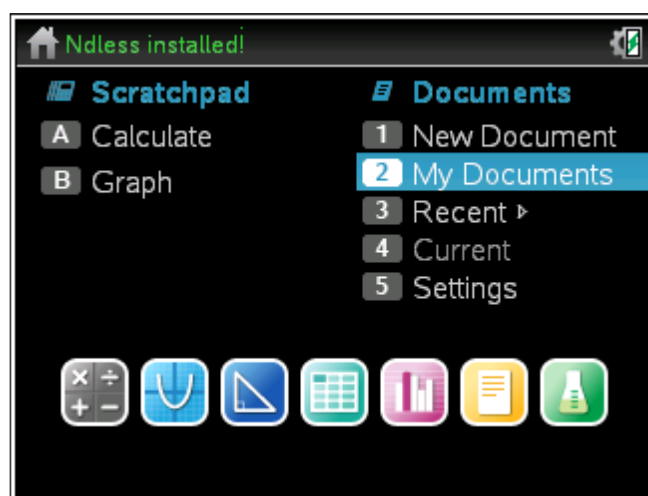 Ndless installed!
Scratchpad
A Calculate
B Graph
Documents
1 New Document
2 My Documents
3 Recent ▹
4 Current
5 Settings